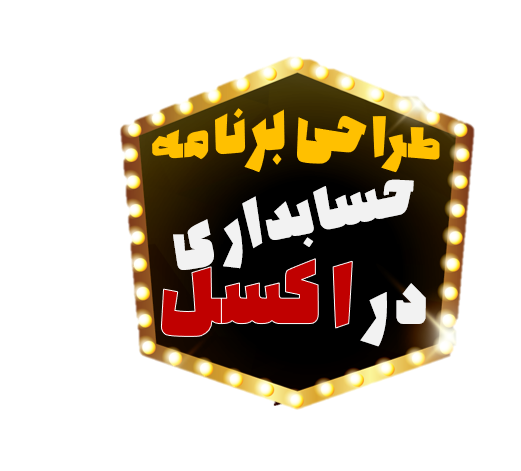 طراحی برنامه
حسابداری
در اکسل